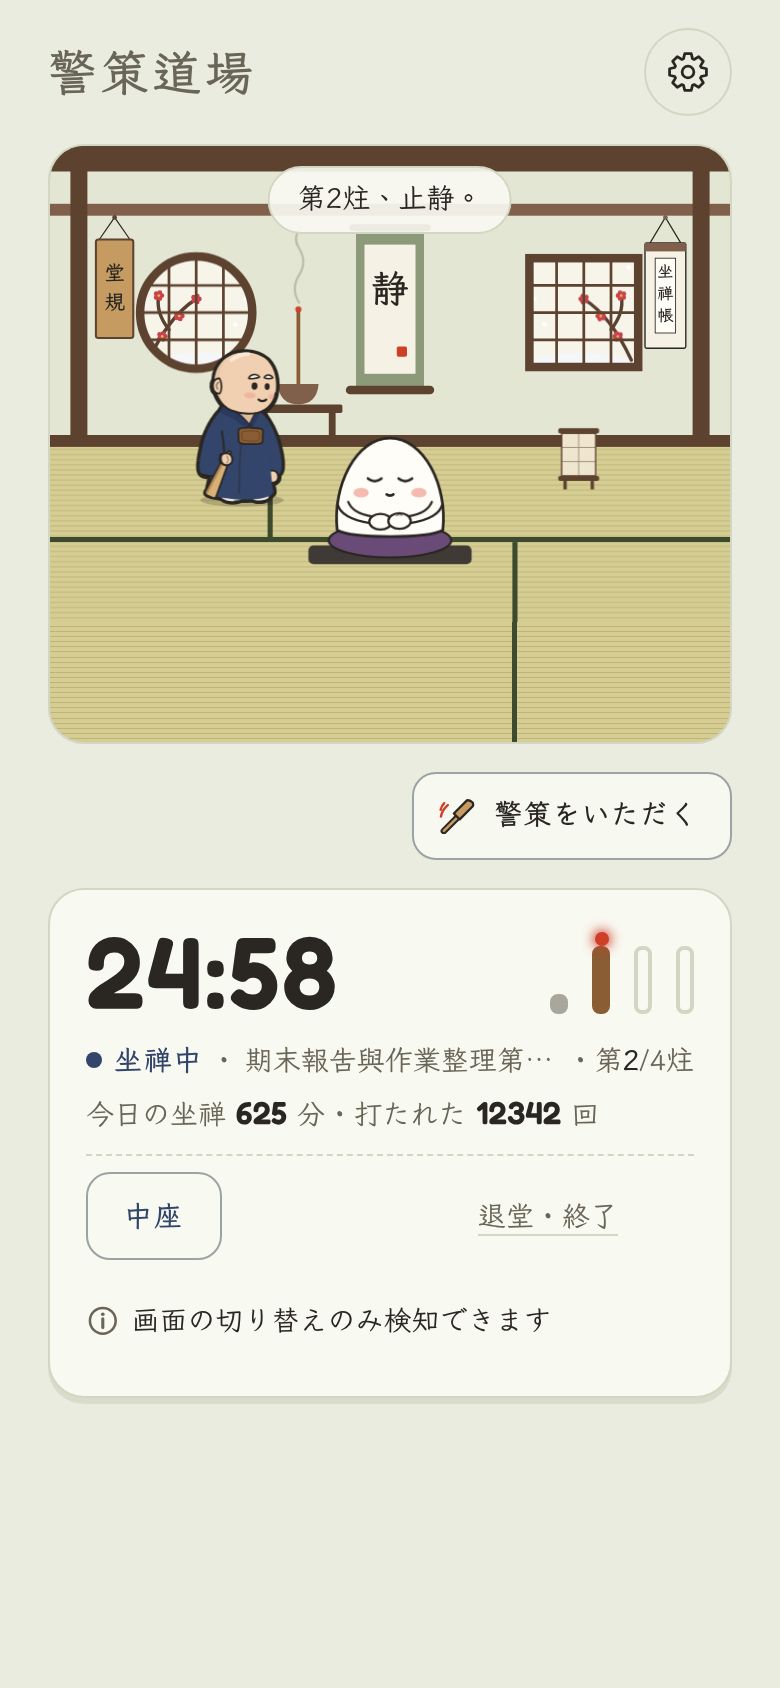 警策道場
第2炷、止静。
堂規
静
坐禅帳
警策をいただく
24:58
坐禅中 ・ 期末報告與作業整理第… ・第2/4炷
今日の坐禅 625 分・打たれた 12342 回
中座
退堂・終了
画面の切り替えのみ検知できます